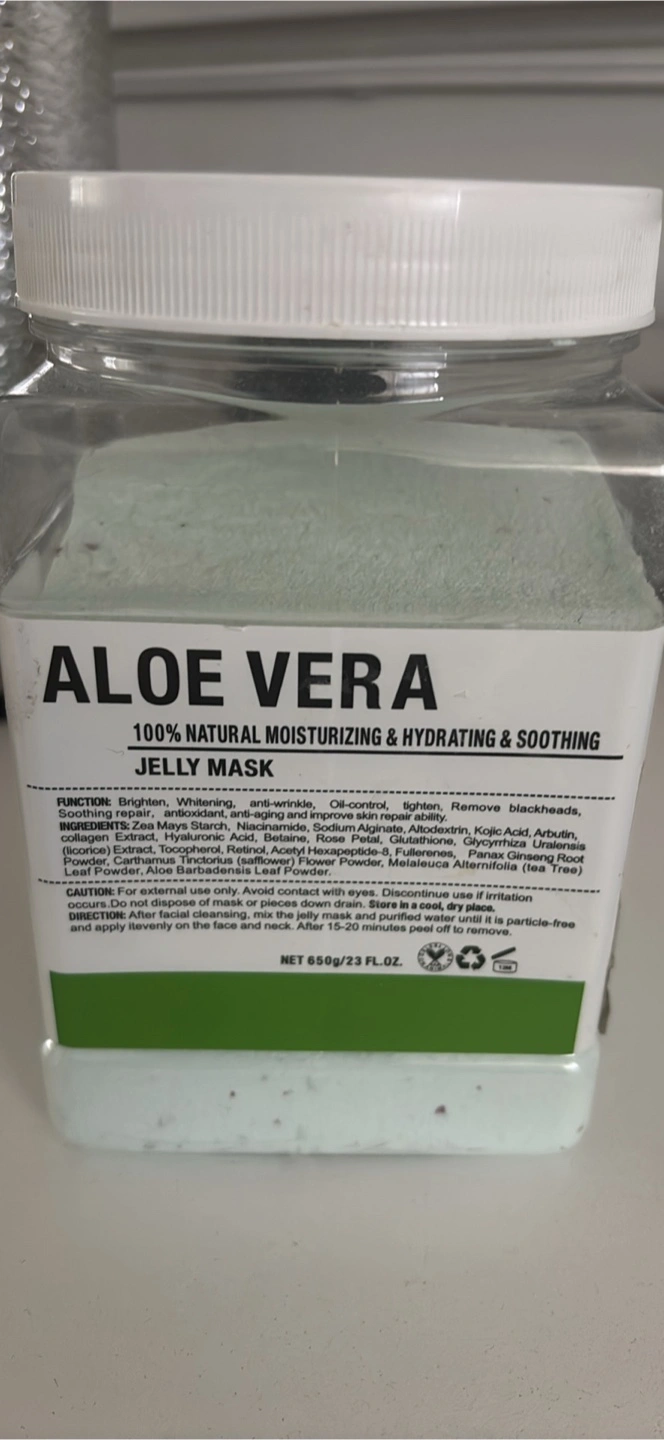 ALOE VERA
100% NATURAL MOISTURIZING & HYDRATING & SOOTHING
JELLY MASK
FUNCTION: Brighten, Whitening, anti-wrinkle, Oil-control, tighten, Remove blackheads,
Soothing repair, antioxidant, anti-aging and improve skin repair ability.
INGREDIENTS: Zea Mays Starch, Niacinamide, Sodium Alginate, Altodextrin, Kojic Acid, Arbutin,
collagen Extract, Hyaluronic Acid, Betaine, Rose Petal, Glutathione, Glycyrrhiza Uralensis
(licorice) Extract, Tocopherol, Retinol, Acetyl Hexapeptide-8, Fullerenes, Panax Ginseng Root
Powder, Carthamus Tinctorius (safflower) Flower Powder, Melaleuca Alternifolia (tea Tree)
Leaf Powder, Aloe Barbadensis Leaf Powder.
CAUTION: For external use only. Avoid contact with eyes. Discontinue use if irritation
occurs.Do not dispose of mask or pieces down drain. Store in a cool, dry place.
DIRECTION: After facial cleansing, mix the jelly mask and purified water until it is particle-free
and apply itevenly on the face and neck. After 15-20 minutes peel off to remove.
NET 650g/23 FL.OZ.